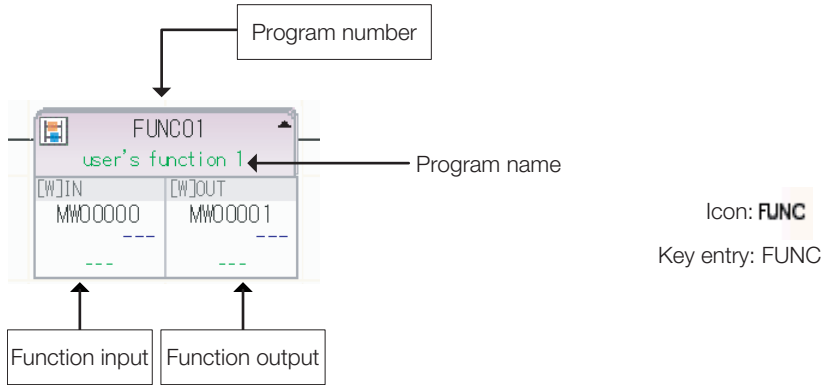 Program number
FUNC01
user's function 1
Program name
[W]IN
[W]OUT
MW00000
MW00001
---
---
---
---
Icon: FUNC
Key entry: FUNC
Function input
Function output